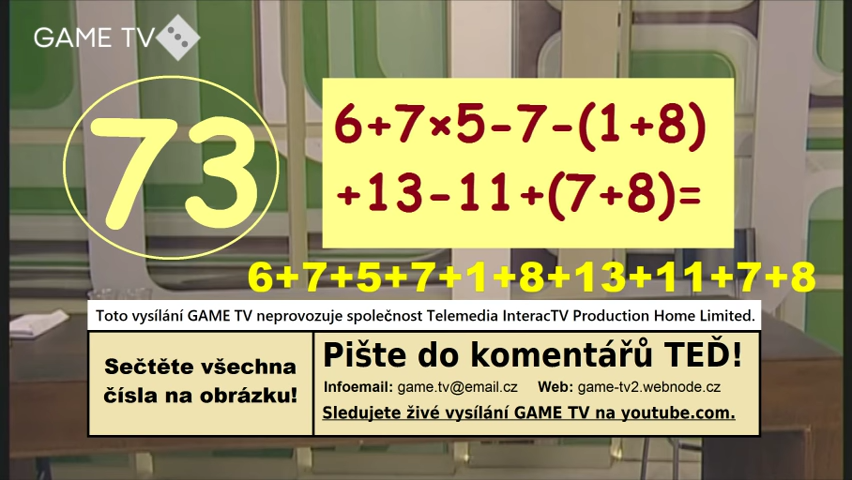 GAME TV
73
6+7×5-7-(1+8)
+13-11+(7+8)=
6+7+5+7+1+8+13+11+7+8
Toto vysílání GAME TV neprovozuje společnost Telemedia InteracTV Production Home Limited.
Sečtěte všechna
čísla na obrázku!
Pište do komentářů TEĎ!
Infoemail: game.tv@email.cz Web: game-tv2.webnode.cz
Sledujete živé vysílání GAME TV na youtube.com.